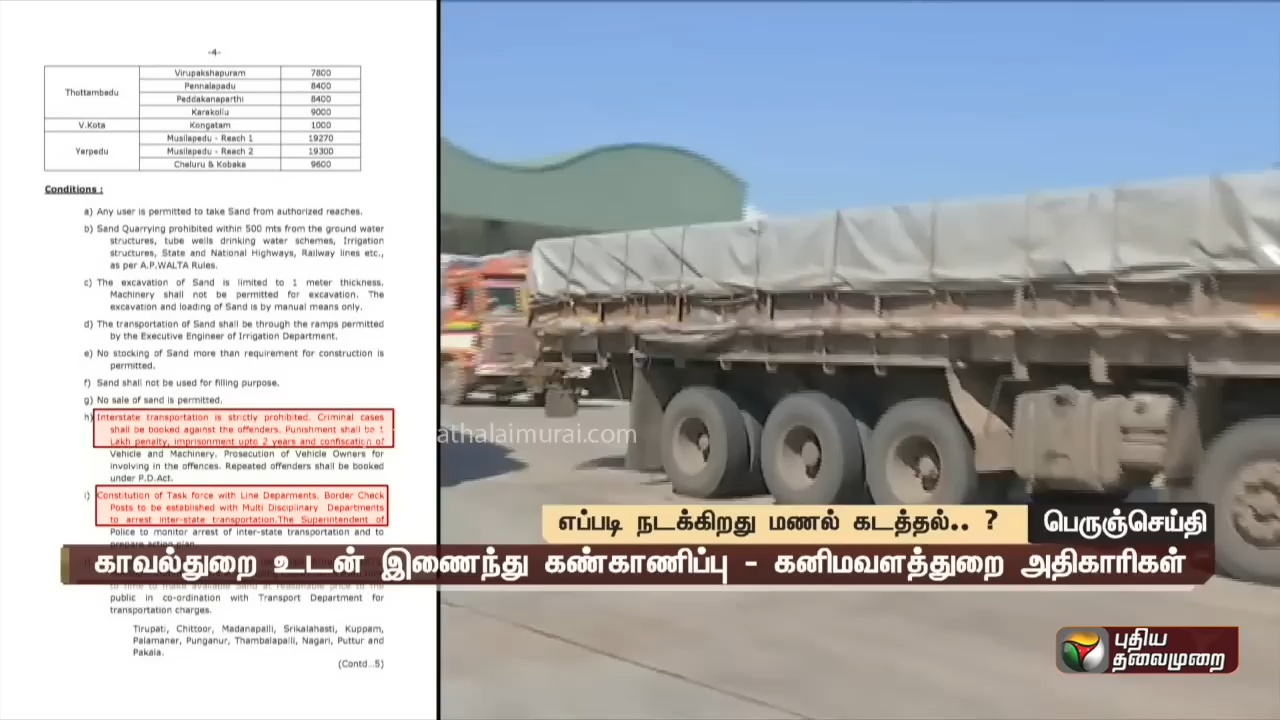 -4-
Thottambedu Virupakshapuram 7800
Pennalapadu 8400
Peddakanaparthi 8400
Karakollu 9000
V.Kota Kongatam 1000
Yerpedu Musilapedu - Reach 1 19270
Musilapedu - Reach 2 19300
Cheluru & Kobaka 9600
Conditions :
a) Any user is permitted to take Sand from authorized reaches.
b) Sand Quarrying prohibited within 500 mts from the ground water
structures, tube wells drinking water schemes, Irrigation
structures, State and National Highways, Railway lines etc.,
as per A.P.WALTA Rules.
c) The excavation of Sand is limited to 1 meter thickness.
Machinery shall not be permitted for excavation. The
excavation and loading of Sand is by manual means only.
d) The transportation of Sand shall be through the ramps permitted
by the Executive Engineer of Irrigation Department.
e) No stocking of Sand more than requirement for construction is
permitted.
f) Sand shall not be used for filling purpose.
g) No sale of sand is permitted.
h) Interstate transportation is strictly prohibited. Criminal cases
shall be booked against the offenders. Punishment shall be 1
Lakh penalty, imprisonment upto 2 years and confiscation of
Vehicle and Machinery. Prosecution of Vehicle Owners for
involving in the offences. Repeated offenders shall be booked
under P.D.Act.
i) Constitution of Task force with Line Deparments. Border Check
Posts to be established with Multi Disciplinary Departments
to arrest inter-state transportation.The Superintendent of
Police to monitor arrest of inter-state transportation and to
prepare action plan.
public in co-ordination with Transport Department for
transportation charges.
Tirupati, Chittoor, Madanapalli, Srikalahasti, Kuppam,
Palamaner, Punganur, Thambalapalli, Nagari, Puttur and
Pakala.
(Contd...5)
athalaimurai.com
எப்படி நடக்கிறது மணல் கடத்தல்.. ?
பெருஞ்செய்தி
காவல்துறை உடன் இணைந்து கண்காணிப்பு - கனிமவளத்துறை அதிகாரிகள்
புதிய
தலைமுறை